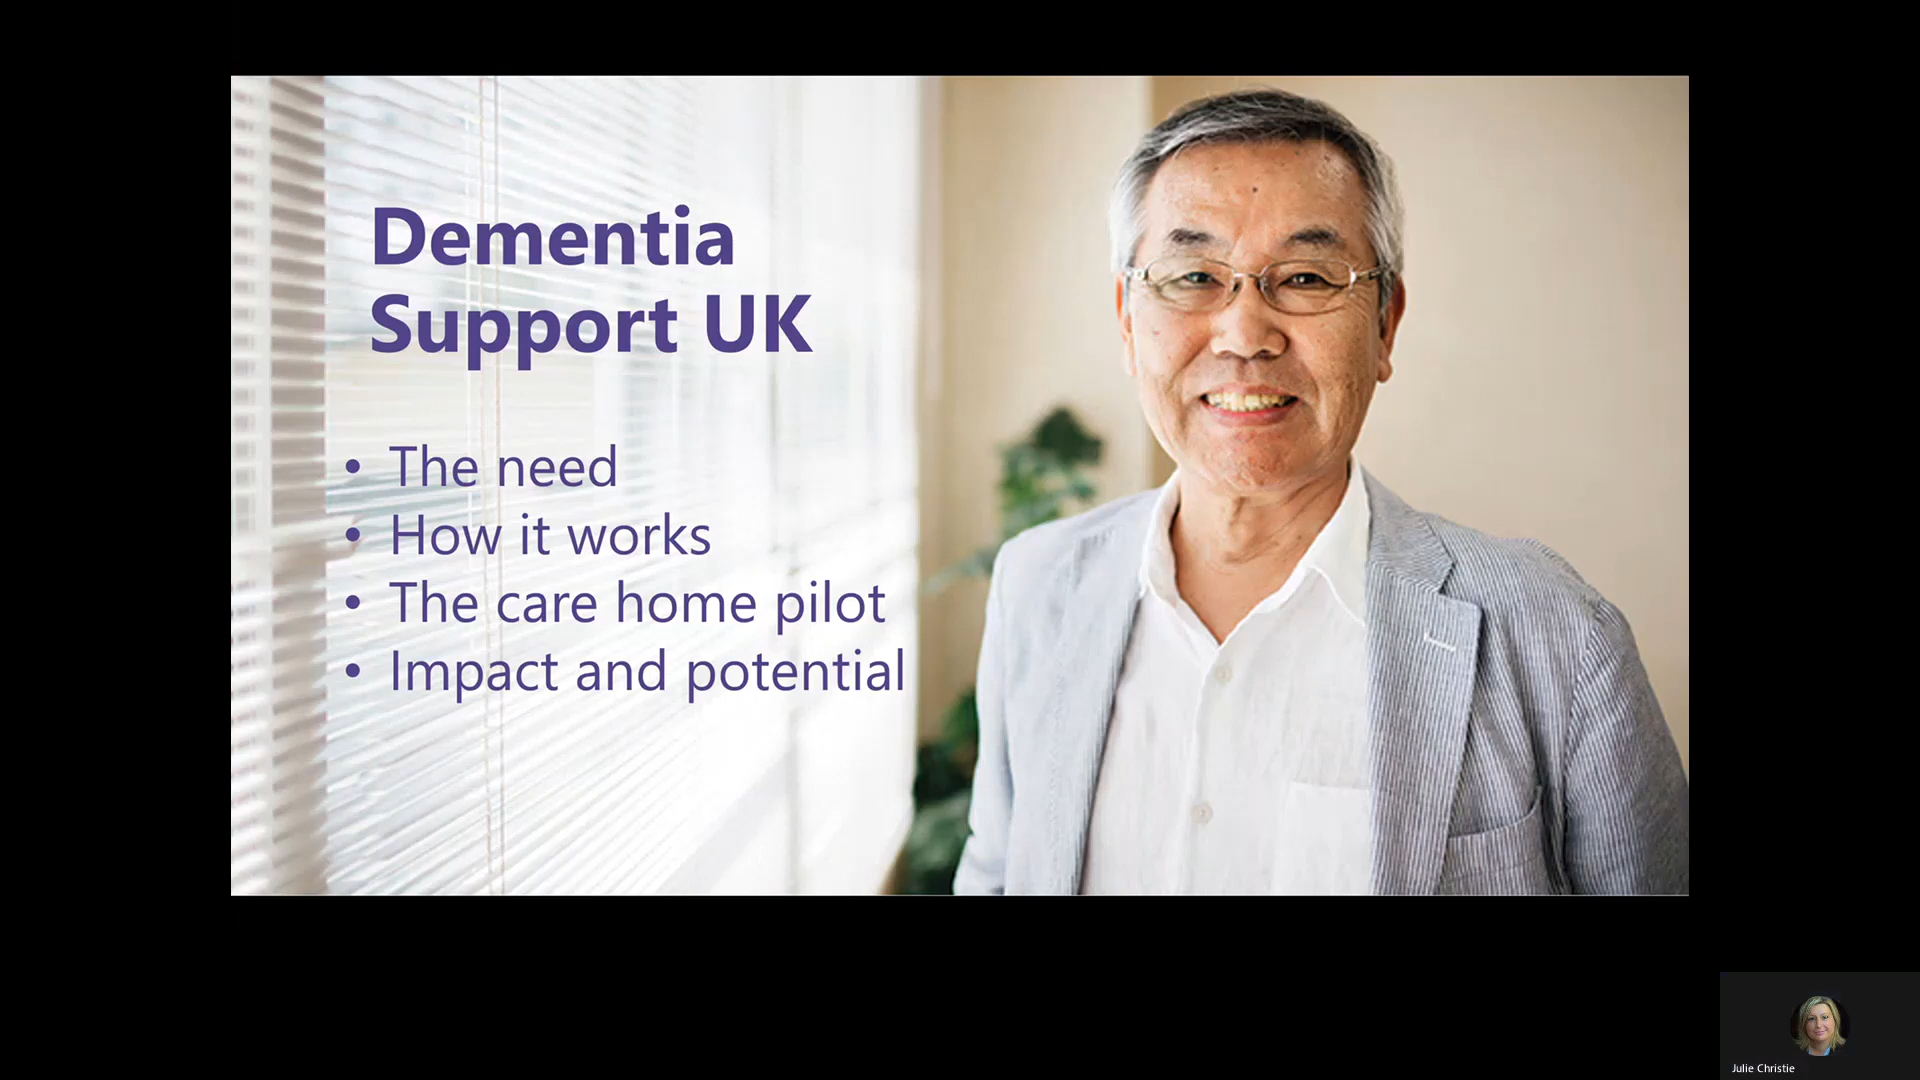 Dementia
Support UK
• The need
• How it works
• The care home pilot
• Impact and potential
Julie Christie